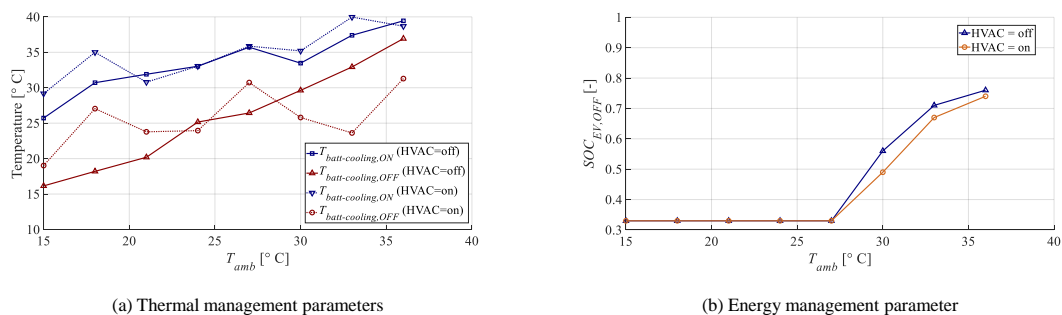 Temperature [° C]
40
35
30
25
20
15
10
15
20
25
30
35
40
T_amb [° C]
T_batt-cooling,ON (HVAC=off)
T_batt-cooling,OFF (HVAC=off)
T_batt-cooling,ON (HVAC=on)
T_batt-cooling,OFF (HVAC=on)
(a) Thermal management parameters
SOC_EV,OFF [-]
1
0.9
0.8
0.7
0.6
0.5
0.4
0.3
15
20
25
30
35
40
T_amb [° C]
HVAC = off
HVAC = on
(b) Energy management parameter